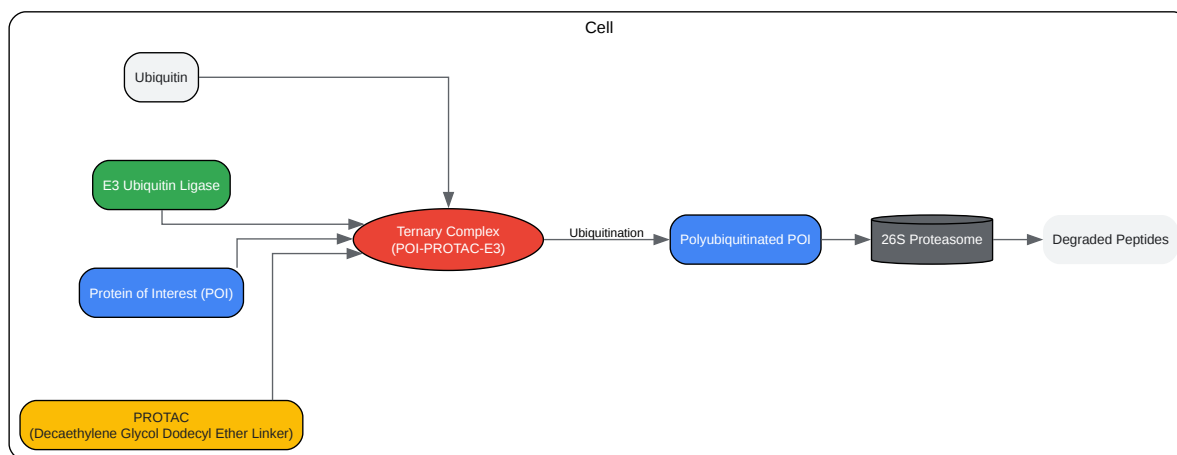 Cell
Ubiquitin
E3 Ubiquitin Ligase
Protein of Interest (POI)
PROTAC
(Decaethylene Glycol Dodecyl Ether Linker)
Ternary Complex
(POI-PROTAC-E3)
Ubiquitination
Polyubiquitinated POI
26S Proteasome
Degraded Peptides